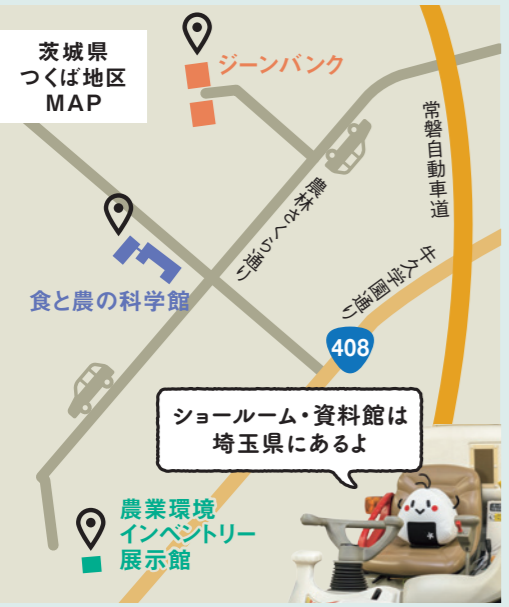 茨城県
つくば地区
MAP
ジーンバンク
常磐自動車道
農林さくら通り
牛久学園通り
食と農の科学館
408
ショールーム・資料館は
埼玉県にあるよ
農業環境
インベントリー
展示館